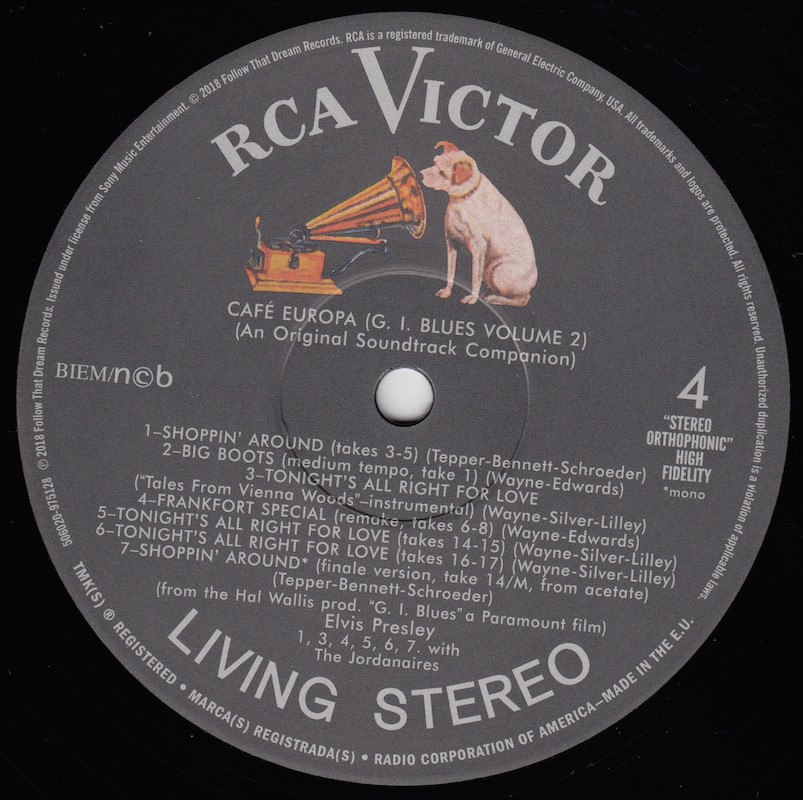 ℗ 2018 Follow That Dream Records. Issued under license from Sony Music Entertainment. © 2018 Follow That Dream Records. RCA is a registered trademark of General Electric Company, USA. All trademarks and logos are protected. All rights reserved. Unauthorized duplication is a violation of applicable laws.
RCA VICTOR
CAFÉ EUROPA (G. I. BLUES VOLUME 2)
(An Original Soundtrack Companion)
BIEM/n©b
4
"STEREO
ORTHOPHONIC"
HIGH
FIDELITY
*mono
1–SHOPPIN' AROUND (takes 3-5) (Tepper-Bennett-Schroeder)
2–BIG BOOTS (medium tempo, take 1) (Wayne-Edwards)
3–TONIGHT'S ALL RIGHT FOR LOVE
("Tales From Vienna Woods"–instrumental) (Wayne-Silver-Lilley)
4–FRANKFORT SPECIAL (remake, takes 6-8) (Wayne-Edwards)
5–TONIGHT'S ALL RIGHT FOR LOVE (takes 14-15) (Wayne-Silver-Lilley)
6–TONIGHT'S ALL RIGHT FOR LOVE (takes 16-17) (Wayne-Silver-Lilley)
7–SHOPPIN' AROUND* (finale version, take 14/M, from acetate)
(Tepper-Bennett-Schroeder)
(from the Hal Wallis prod. "G. I. Blues" a Paramount film)
Elvis Presley
1, 3, 4, 5, 6, 7. with
The Jordanaires
LIVING STEREO
506020-975128
TMK(S) ® REGISTERED • MARCA(S) REGISTRADA(S) • RADIO CORPORATION OF AMERICA–MADE IN THE E.U.